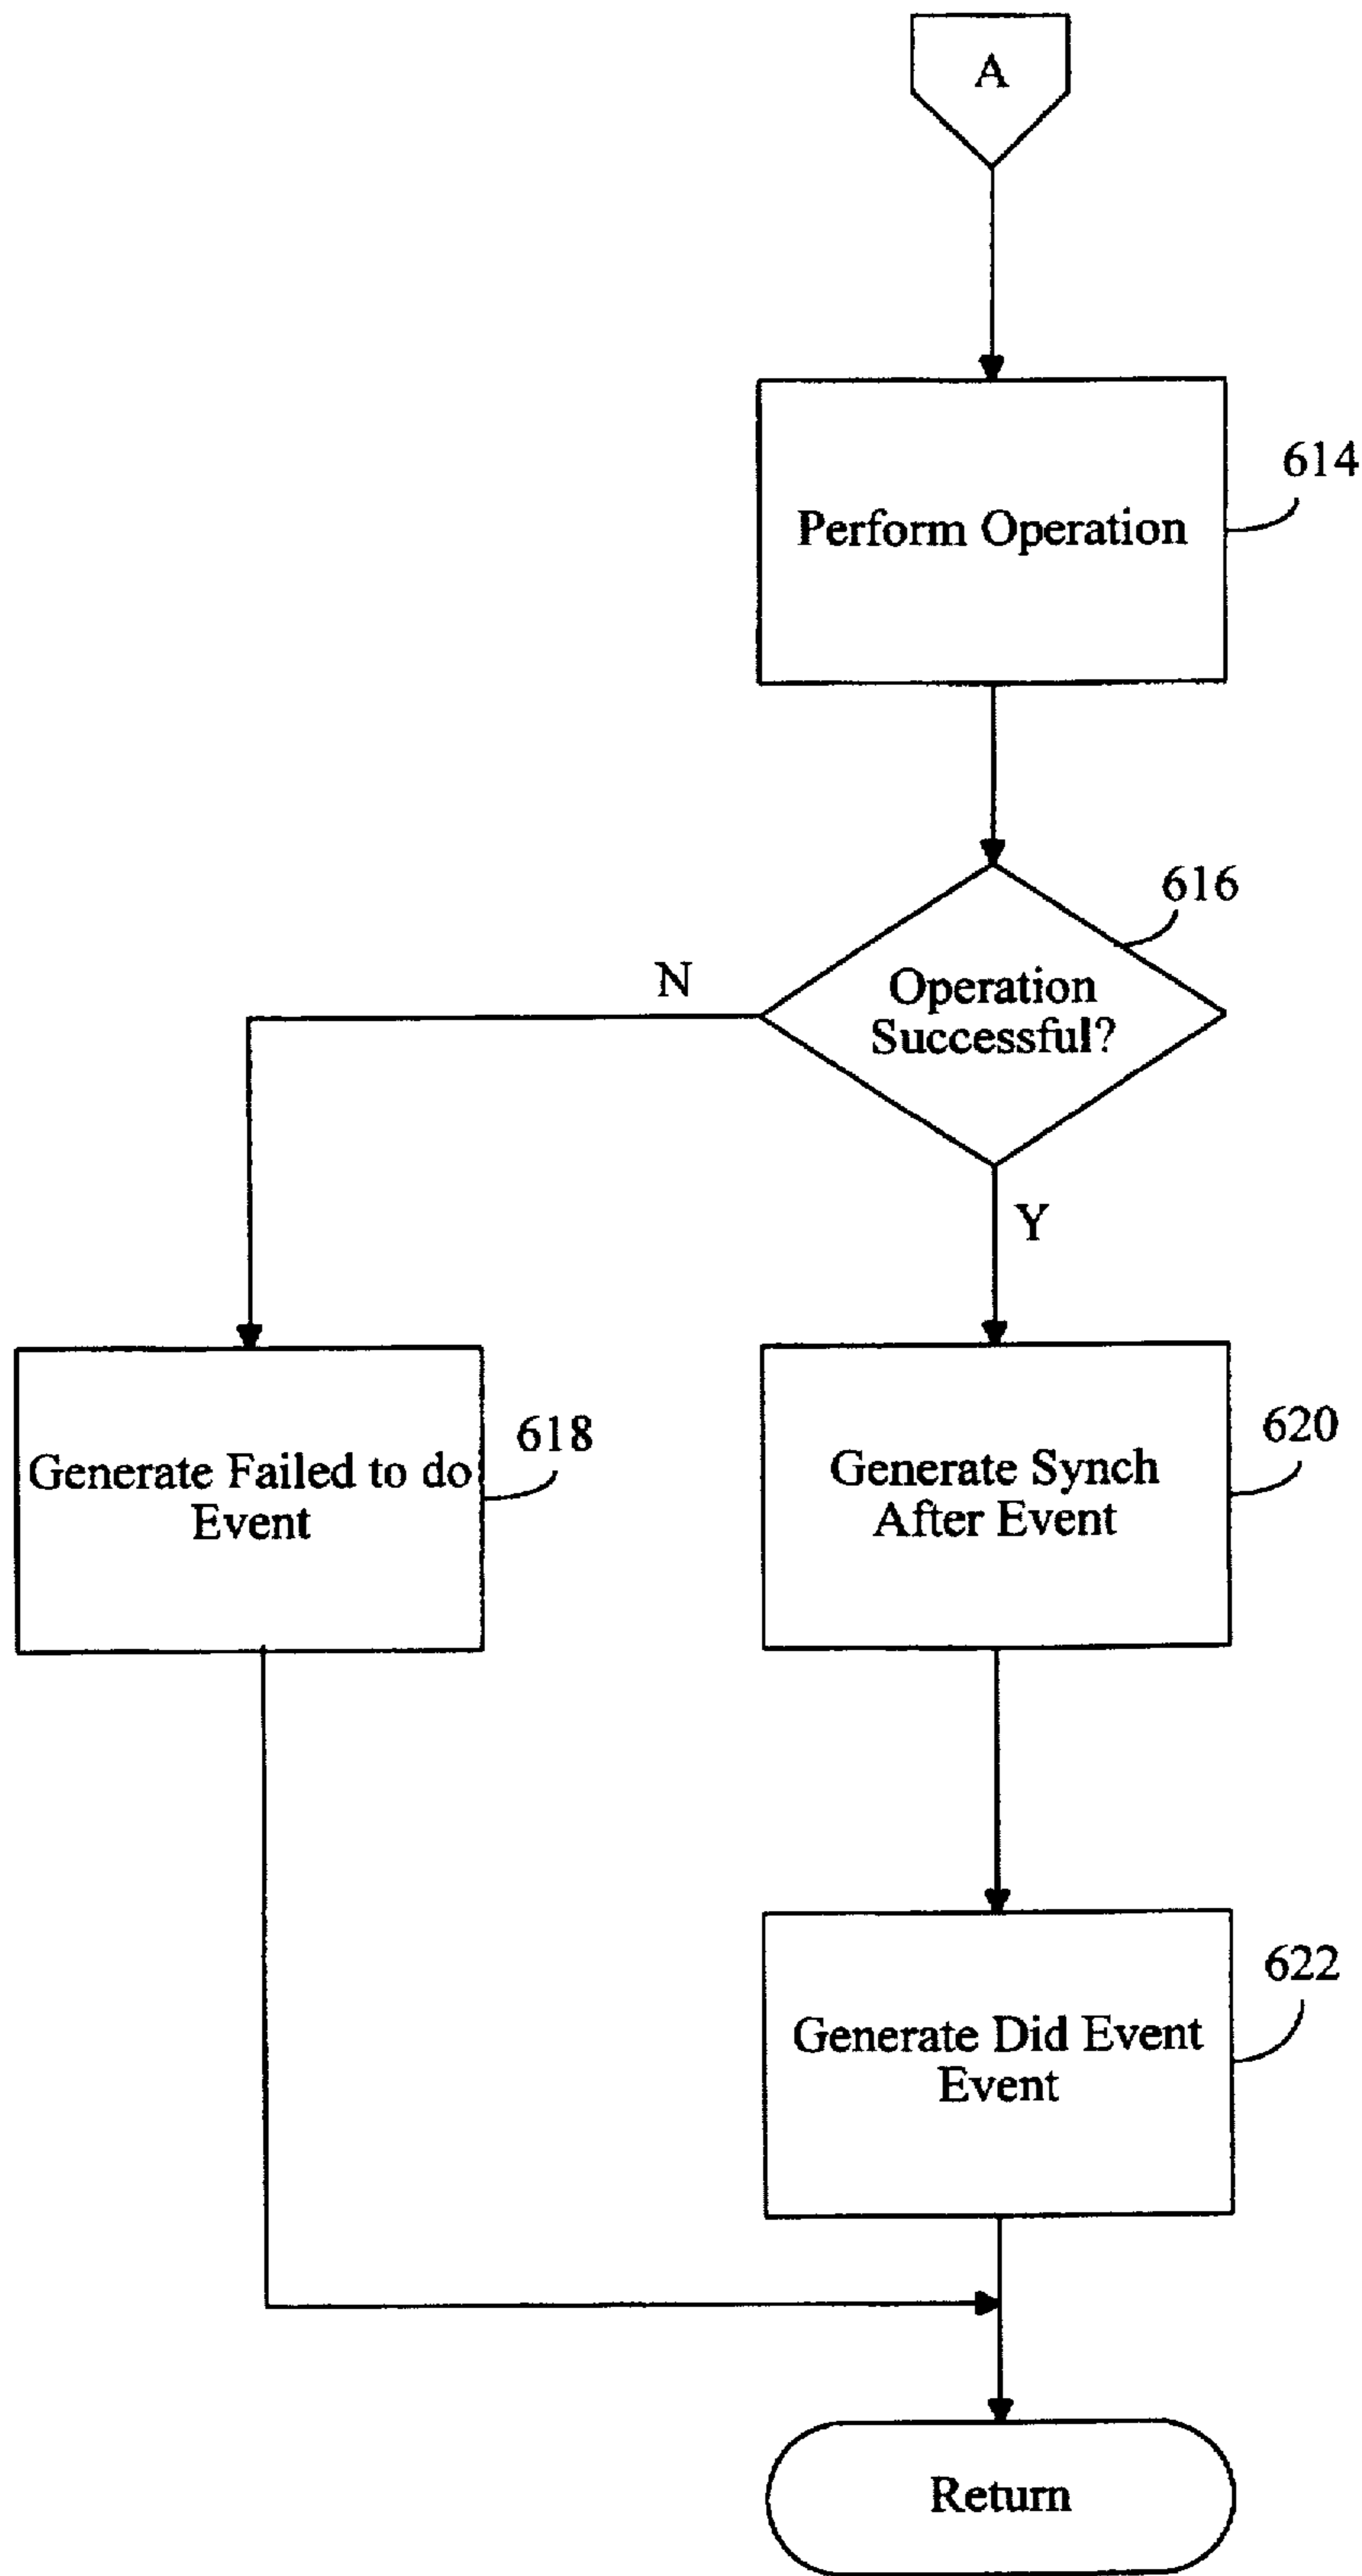 A
Perform Operation
614
616
Operation
Successful?
N
Y
Generate Failed to do
Event
618
Generate Synch
After Event
620
Generate Did Event
Event
622
Return